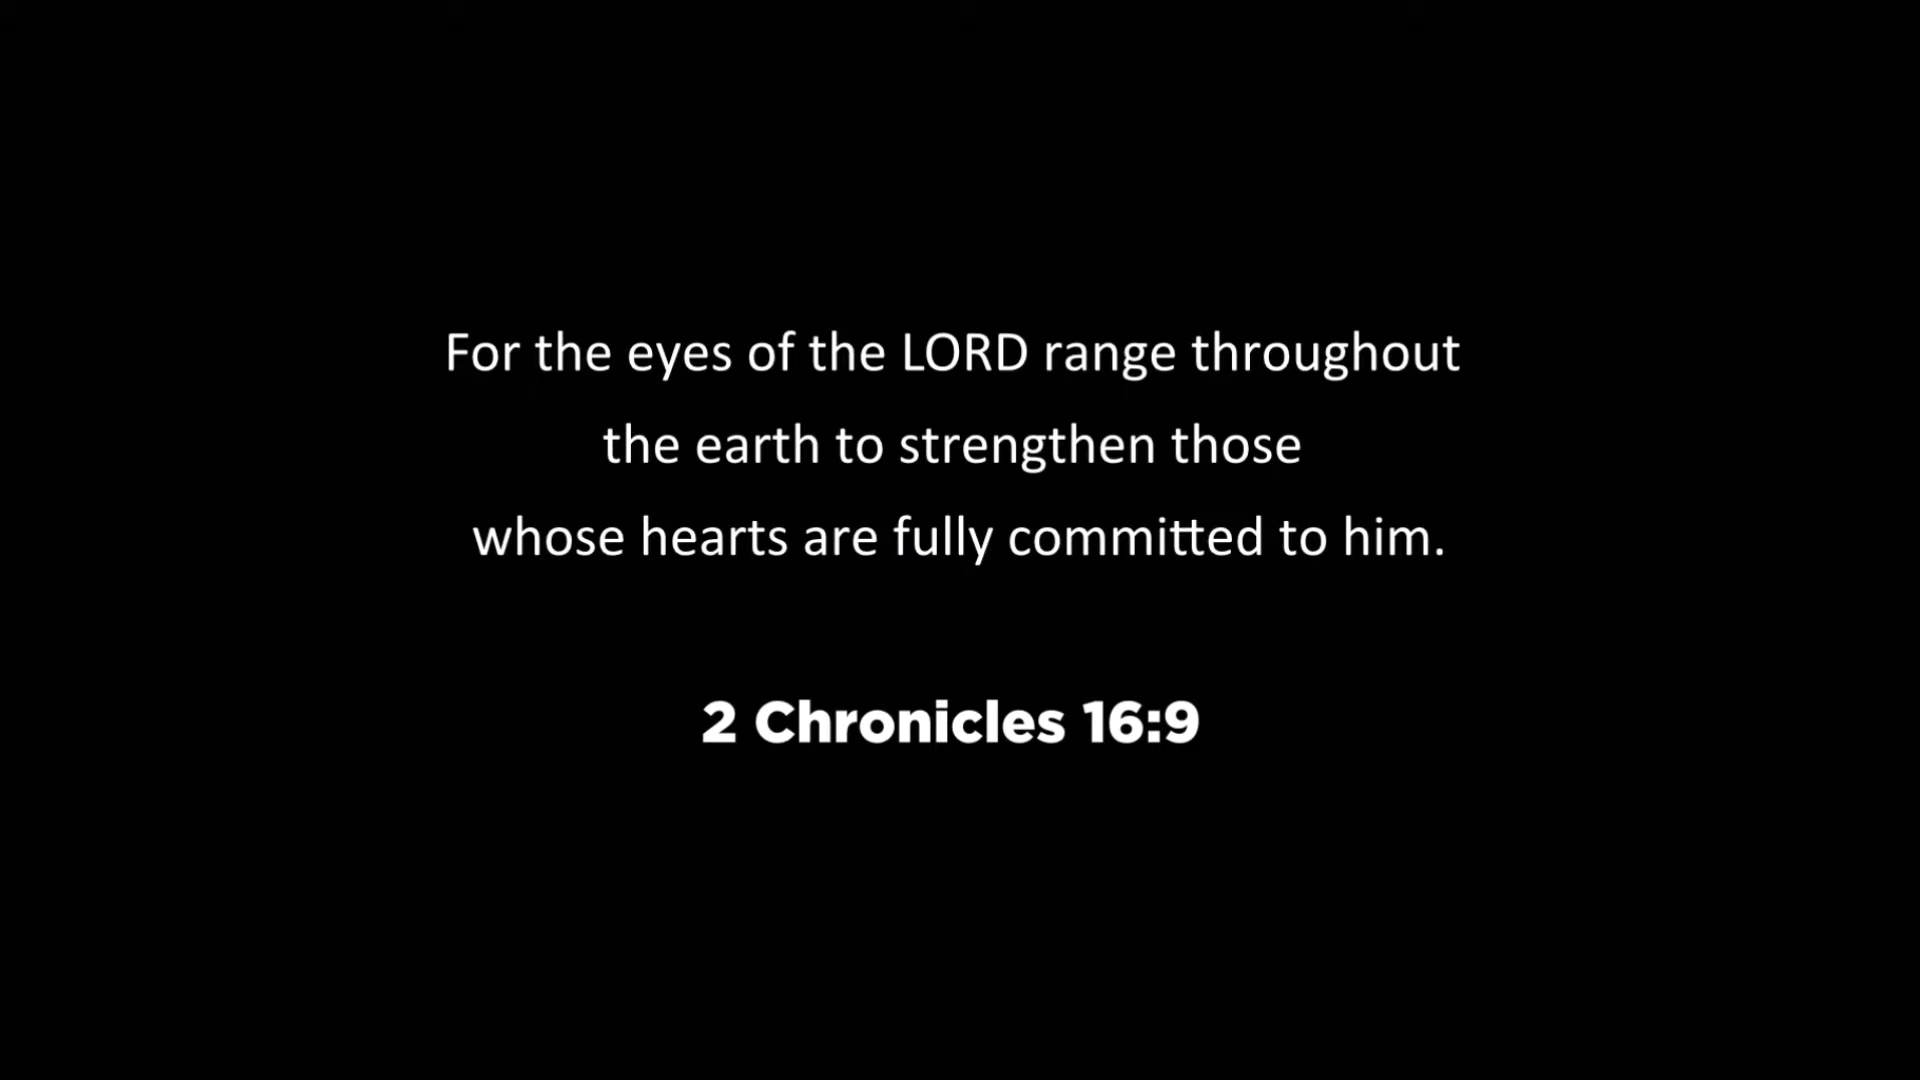 For the eyes of the LORD range throughout
the earth to strengthen those
whose hearts are fully committed to him.
2 Chronicles 16:9